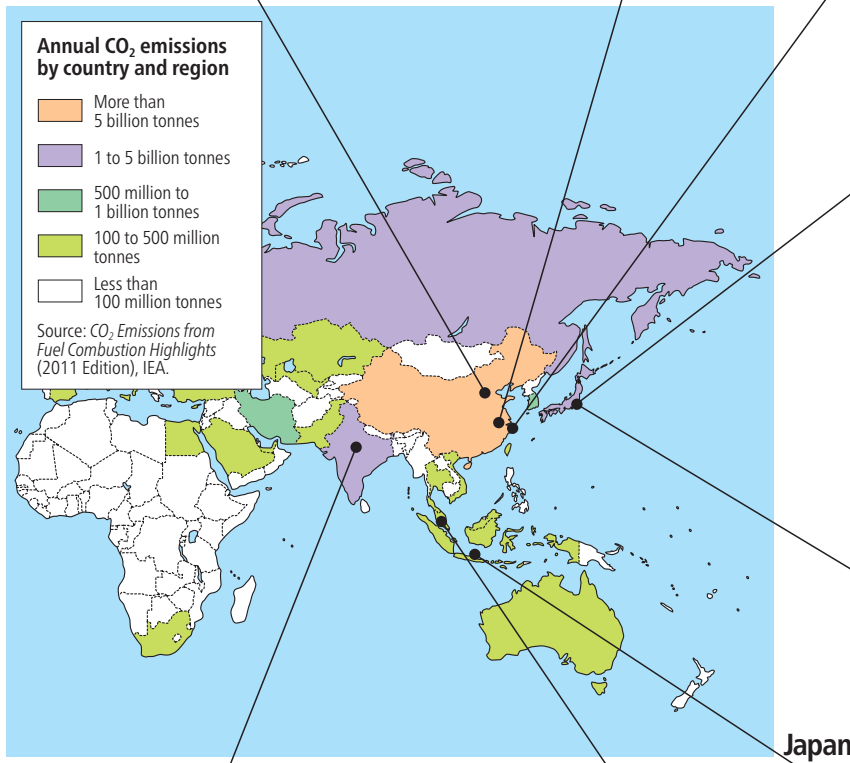 Annual CO₂ emissions
by country and region
More than
5 billion tonnes
1 to 5 billion tonnes
500 million to
1 billion tonnes
100 to 500 million
tonnes
Less than
100 million tonnes
Source: CO₂ Emissions from
Fuel Combustion Highlights
(2011 Edition), IEA.
Japan